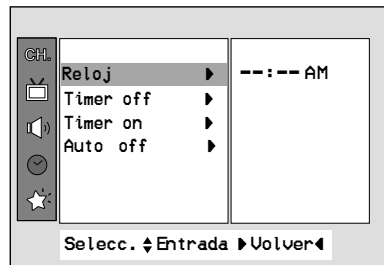 CH.
Reloj ▶ --:-- AM
Timer off ▶
Timer on ▶
Auto off ▶
Selecc. ▲▼ Entrada ▶ Volver ◀